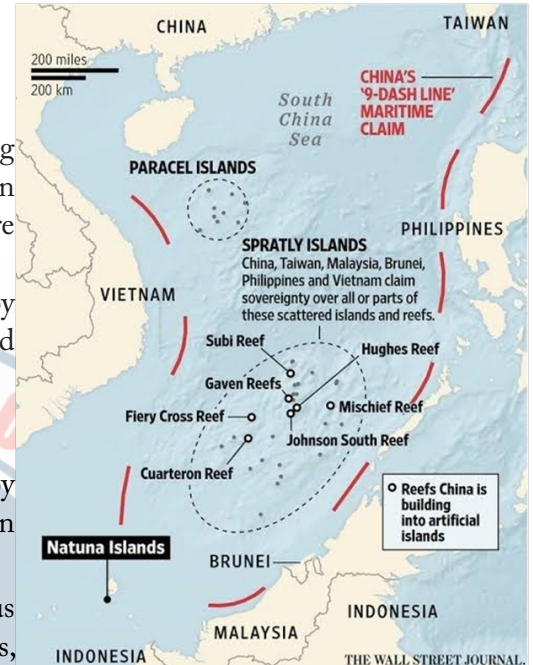 CHINA
TAIWAN
200 miles
200 km
CHINA'S
'9-DASH LINE'
MARITIME
CLAIM
South
China
Sea
PARACEL ISLANDS
PHILIPPINES
SPRATLY ISLANDS
China, Taiwan, Malaysia, Brunei,
Philippines and Vietnam claim
sovereignty over all or parts of
these scattered islands and reefs.
VIETNAM
Subi Reef
Hughes Reef
Gaven Reefs
Mischief Reef
Fiery Cross Reef
Johnson South Reef
Cuarteron Reef
Reefs China is
building
into artificial
islands
Natuna Islands
BRUNEI
INDONESIA
MALAYSIA
INDONESIA
THE WALL STREET JOURNAL.